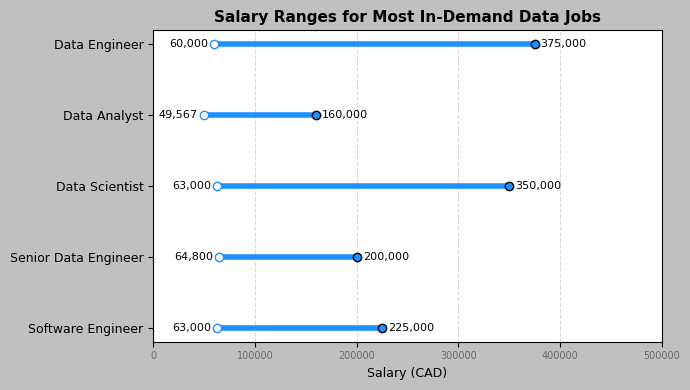 Salary Ranges for Most In-Demand Data Jobs
Data Engineer 60,000 375,000
Data Analyst 49,567 160,000
Data Scientist 63,000 350,000
Senior Data Engineer 64,800 200,000
Software Engineer 63,000 225,000
0 100000 200000 300000 400000 500000
Salary (CAD)